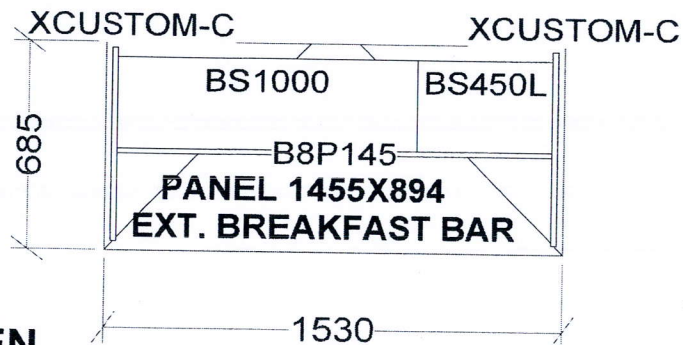 XCUSTOM-C
XCUSTOM-C
BS1000
BS450L
685
B8P145
PANEL 1455X894
EXT. BREAKFAST BAR
1530
EN